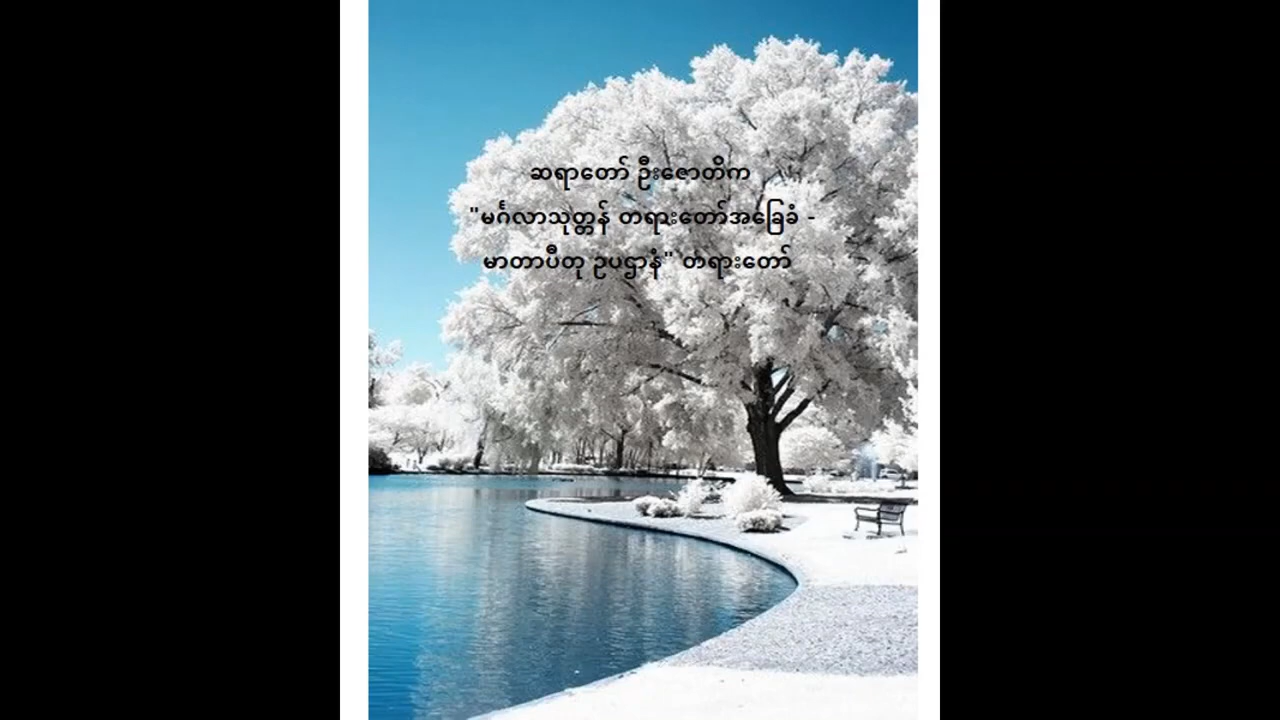 ဆရာတော် ဦးဇောတိက
"မင်္ဂလာသုတ္တန် တရားတော်အခြေခံ -
မာတာပီတု ဥပဌာနံ" တရားတော်